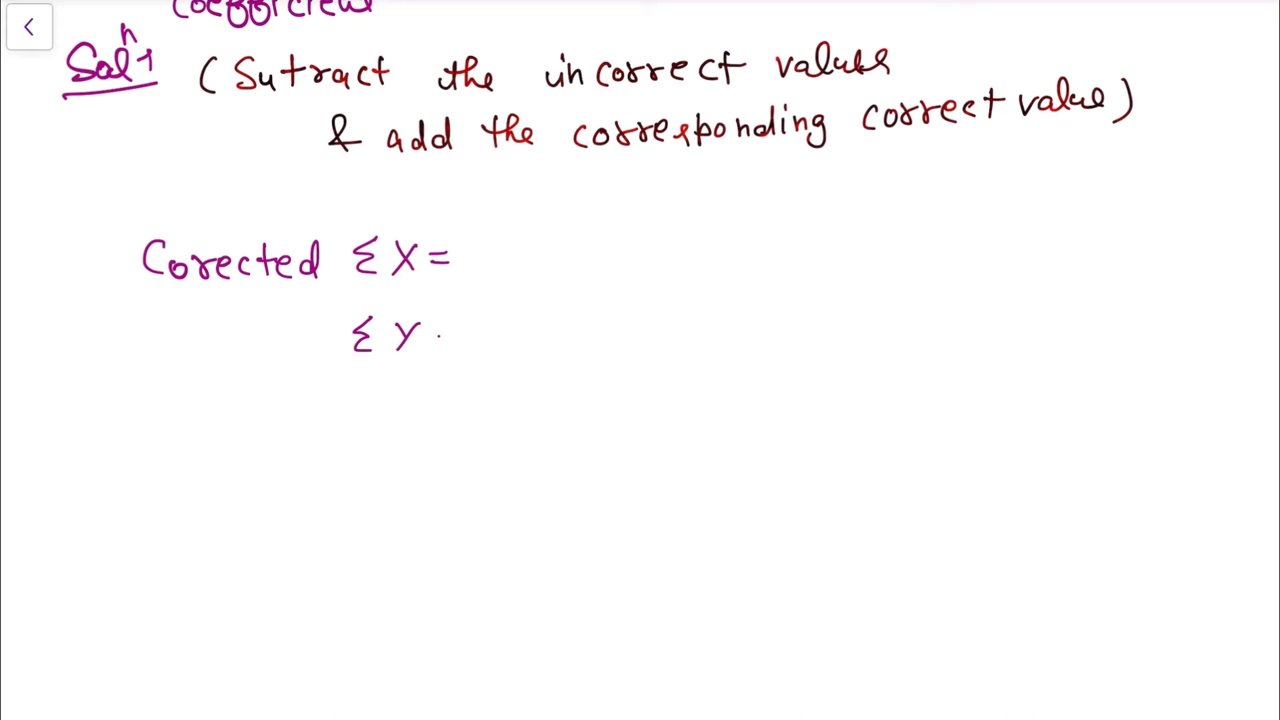 Solⁿ: (Sutract the incorrect values
& add the corresponding correct value)
Corected Σ X =
Σ Y